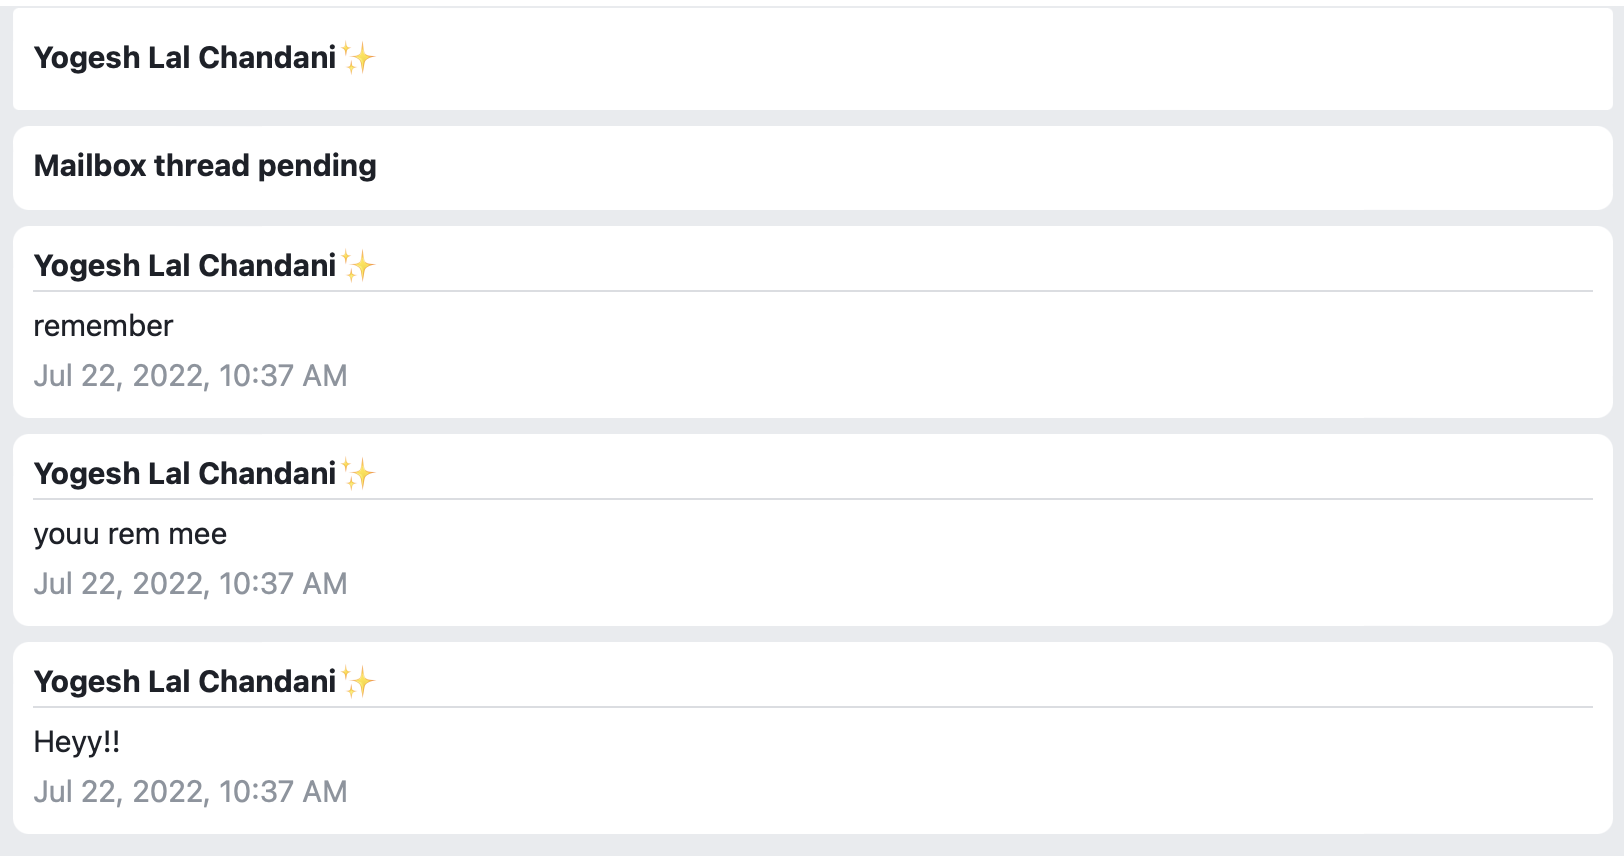 Yogesh Lal Chandani✨
Mailbox thread pending
Yogesh Lal Chandani✨
remember
Jul 22, 2022, 10:37 AM
Yogesh Lal Chandani✨
youu rem mee
Jul 22, 2022, 10:37 AM
Yogesh Lal Chandani✨
Heyy!!
Jul 22, 2022, 10:37 AM